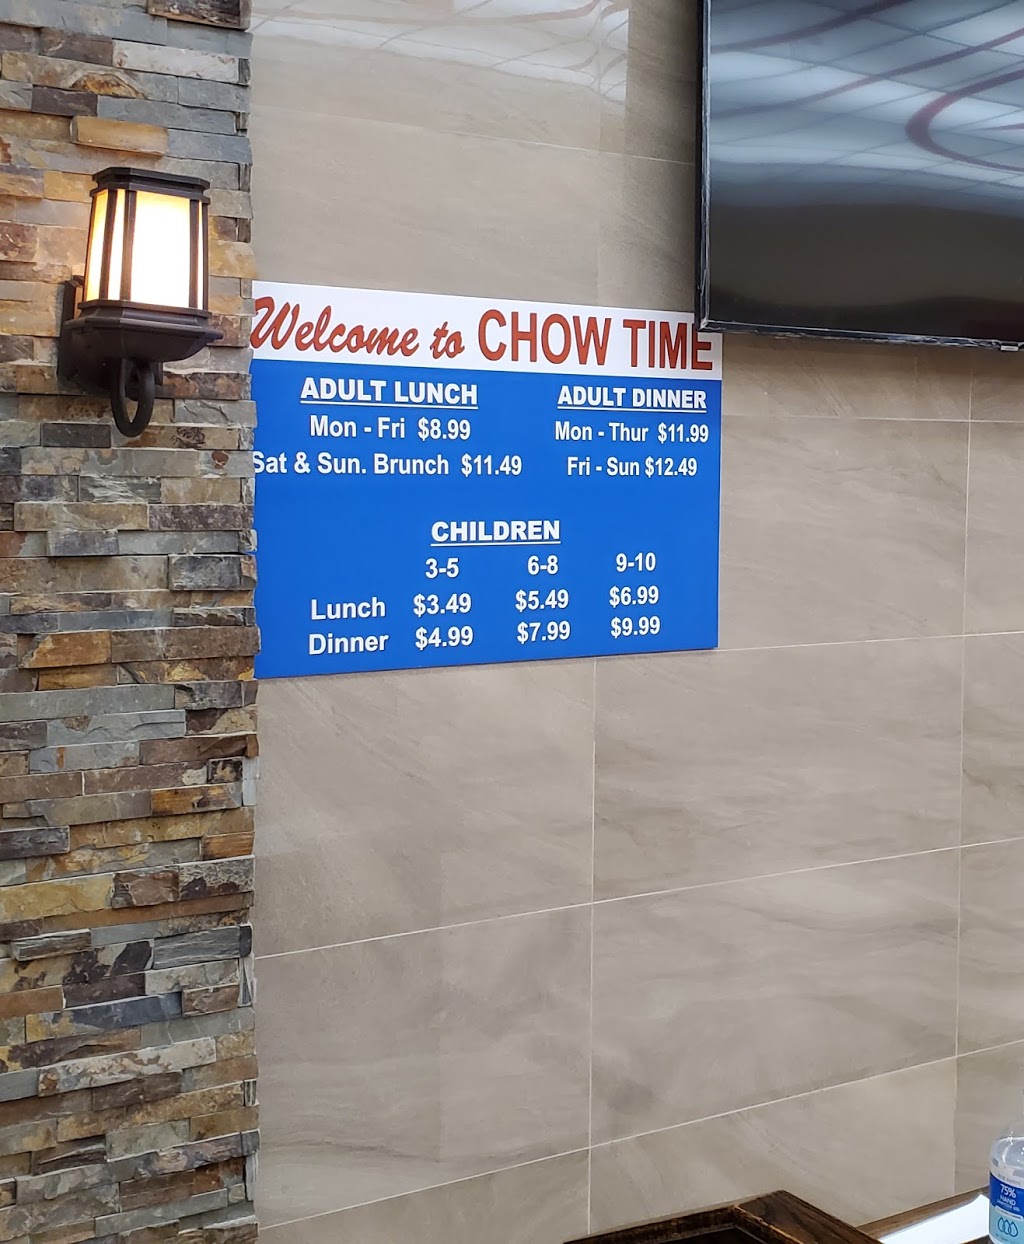 Welcome to CHOW TIME
ADULT LUNCH
Mon - Fri $8.99
Sat & Sun. Brunch $11.49
ADULT DINNER
Mon - Thur $11.99
Fri - Sun $12.49
CHILDREN
3-5 6-8 9-10
Lunch $3.49 $5.49 $6.99
Dinner $4.99 $7.99 $9.99
75%
HAND